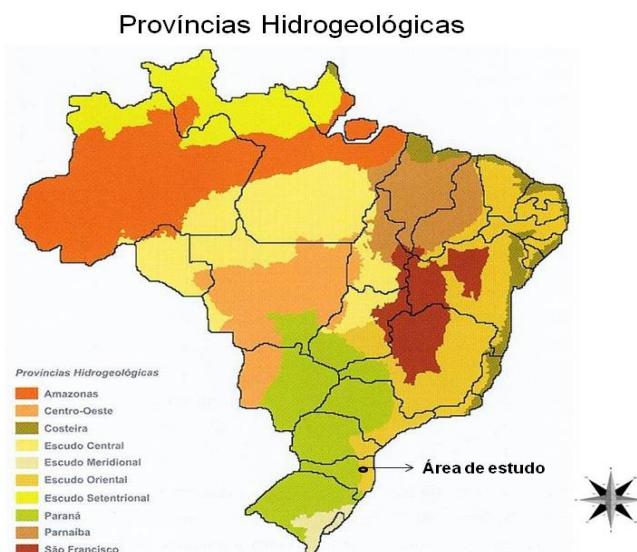 Províncias Hidrogeológicas
Províncias Hidrogeológicas
Amazonas
Centro-Oeste
Costeira
Escudo Central
Escudo Meridional
Escudo Oriental
Escudo Setentrional
Paraná
Parnaíba
São Francisco
Área de estudo